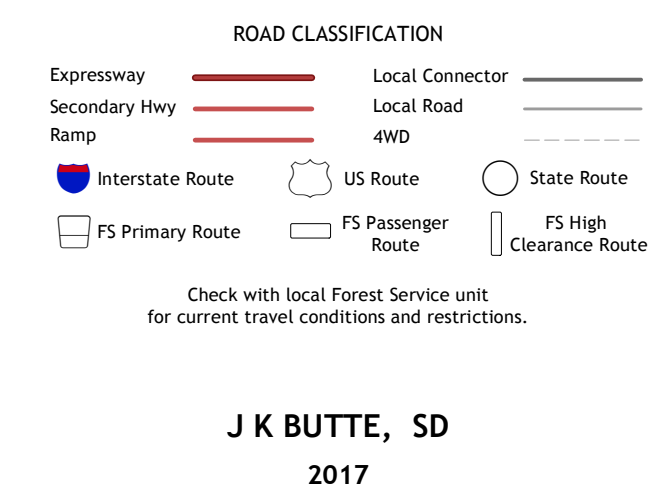 ROAD CLASSIFICATION
Expressway
Local Connector
Secondary Hwy
Local Road
Ramp
4WD
Interstate Route
US Route
State Route
FS Primary Route
FS Passenger
Route
FS High
Clearance Route
Check with local Forest Service unit
for current travel conditions and restrictions.
J K BUTTE, SD
2017